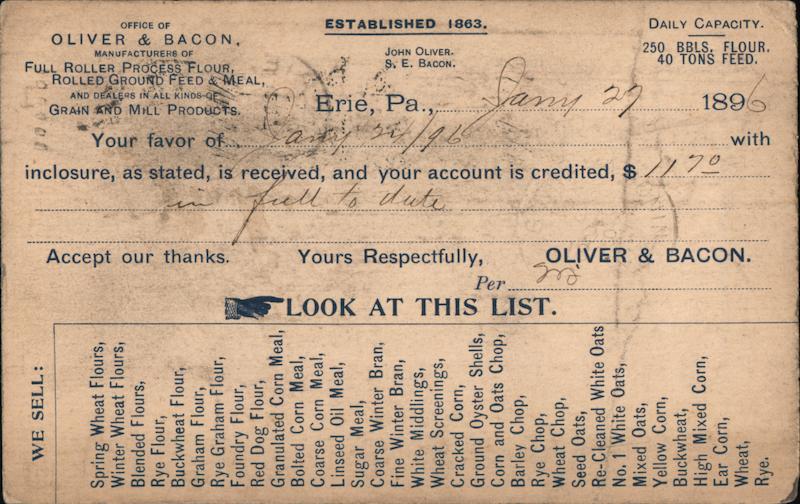 OFFICE OF
OLIVER & BACON,
MANUFACTURERS OF
FULL ROLLER PROCESS FLOUR,
ROLLED GROUND FEED & MEAL,
AND DEALERS IN ALL KINDS OF
GRAIN AND MILL PRODUCTS.
ESTABLISHED 1863.
JOHN OLIVER.
S. E. BACON.
DAILY CAPACITY.
250 BBLS. FLOUR.
40 TONS FEED.
Erie, Pa., Jany 27 1896
Your favor of Jany 24/96 with
inclosure, as stated, is received, and your account is credited, $ 11 70
in full to date
Accept our thanks. Yours Respectfully, OLIVER & BACON.
Per
LOOK AT THIS LIST.
WE SELL:
Spring Wheat Flours,
Winter Wheat Flours,
Blended Flours,
Rye Flour,
Buckwheat Flour,
Graham Flour,
Rye Graham Flour,
Foundry Flour,
Red Dog Flour,
Granulated Corn Meal,
Bolted Corn Meal,
Coarse Corn Meal,
Linseed Oil Meal,
Sugar Meal,
Coarse Winter Bran,
Fine Winter Bran,
White Middlings,
Wheat Screenings,
Cracked Corn,
Ground Oyster Shells,
Corn and Oats Chop,
Barley Chop,
Rye Chop,
Wheat Chop,
Seed Oats,
Re-Cleaned White Oats
No. 1 White Oats,
Mixed Oats,
Yellow Corn,
Buckwheat,
High Mixed Corn,
Ear Corn,
Wheat,
Rye.